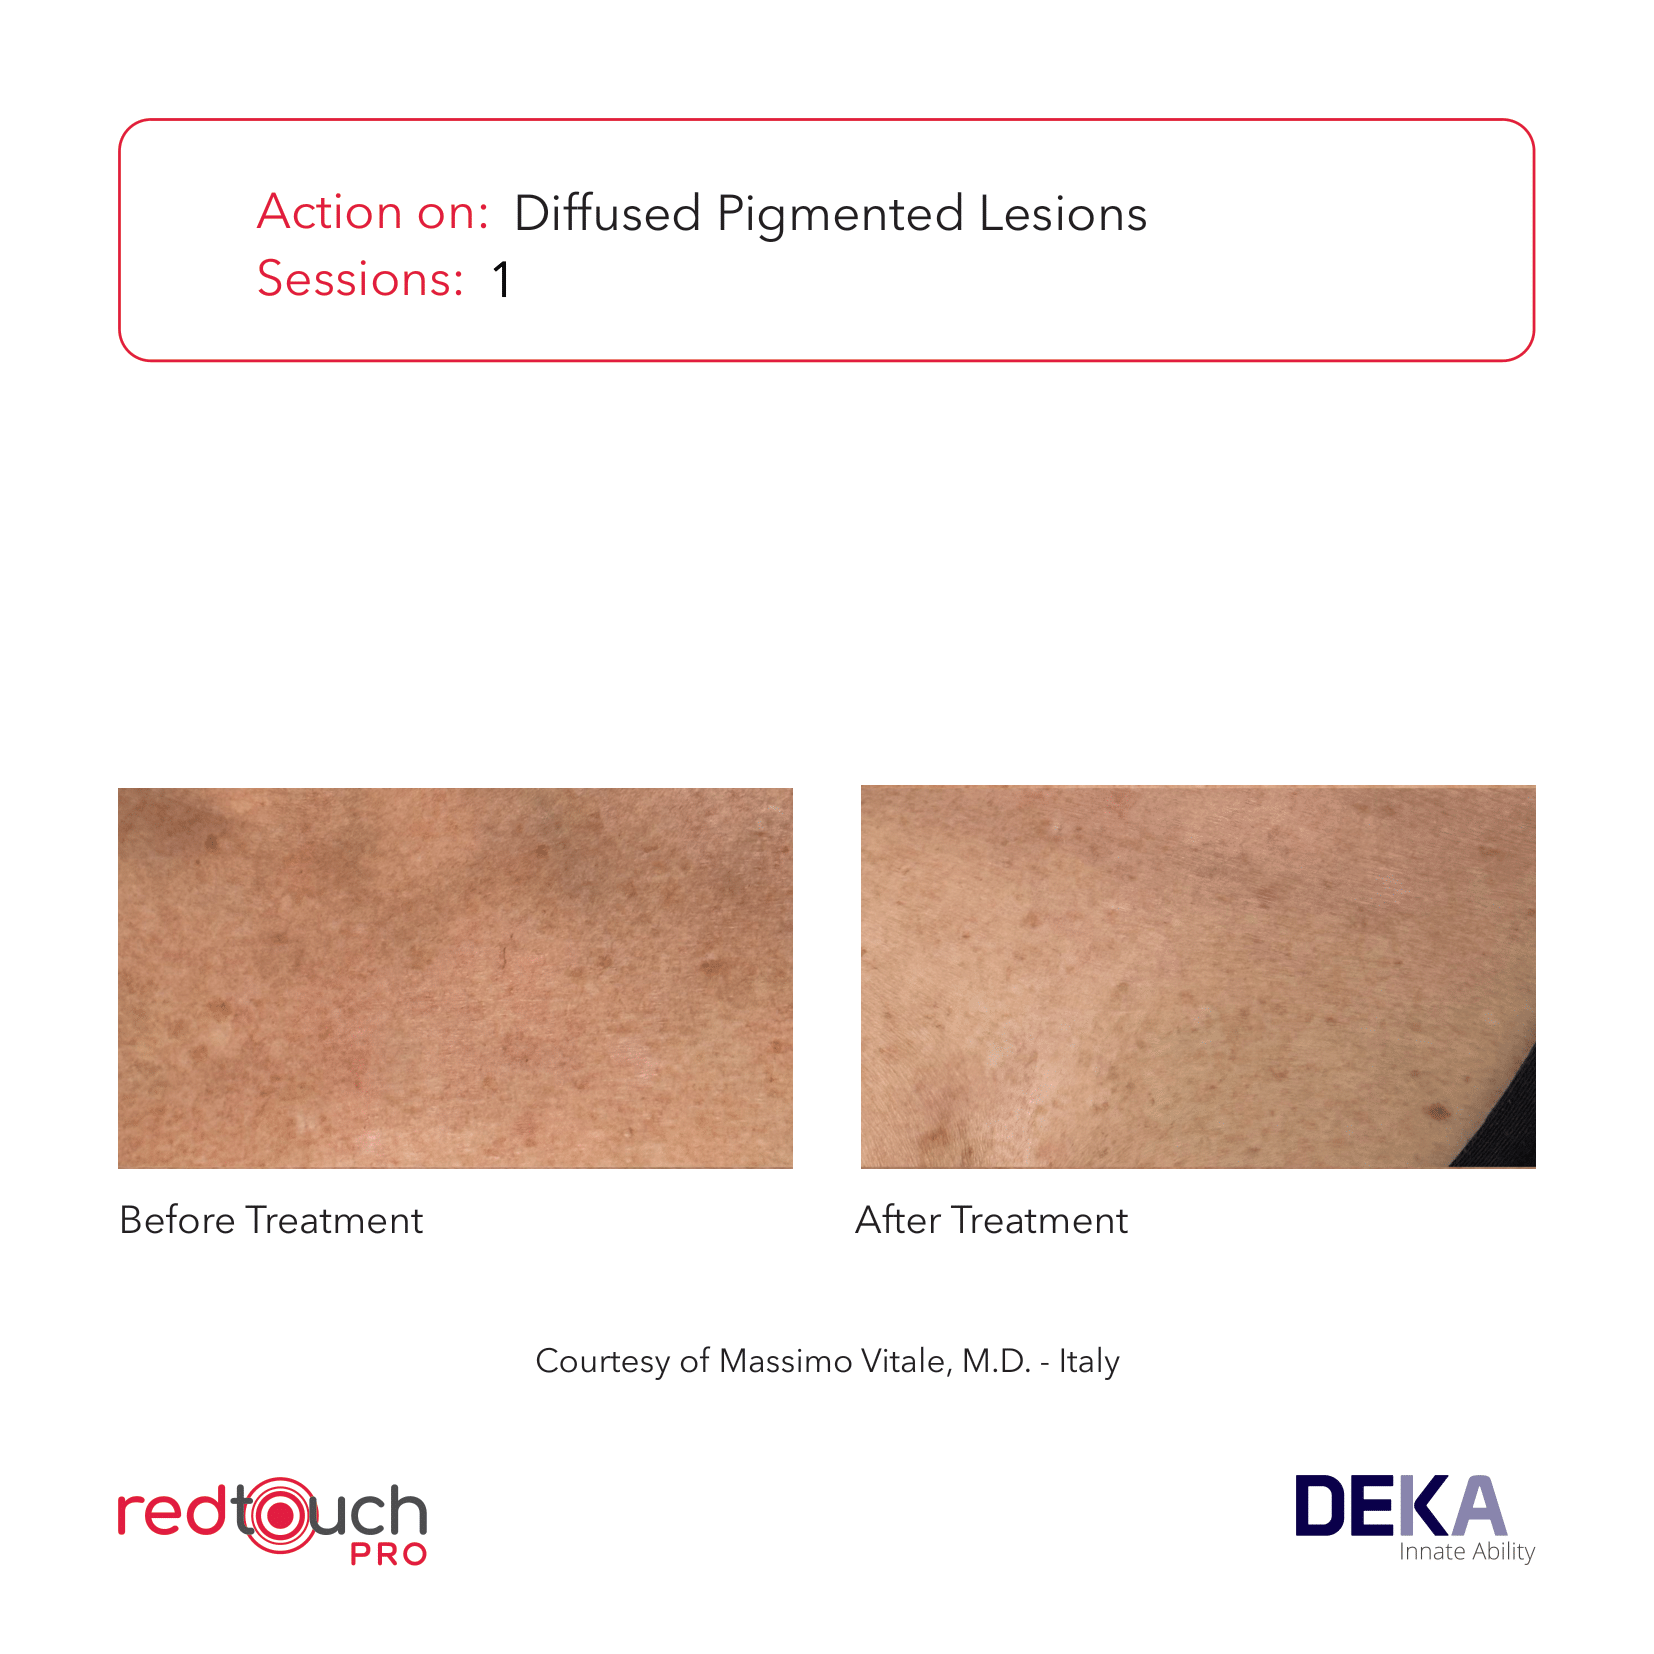 Action on: Diffused Pigmented Lesions
Sessions: 1
Before Treatment
After Treatment
Courtesy of Massimo Vitale, M.D. - Italy
redtouch
PRO
DEKA
Innate Ability